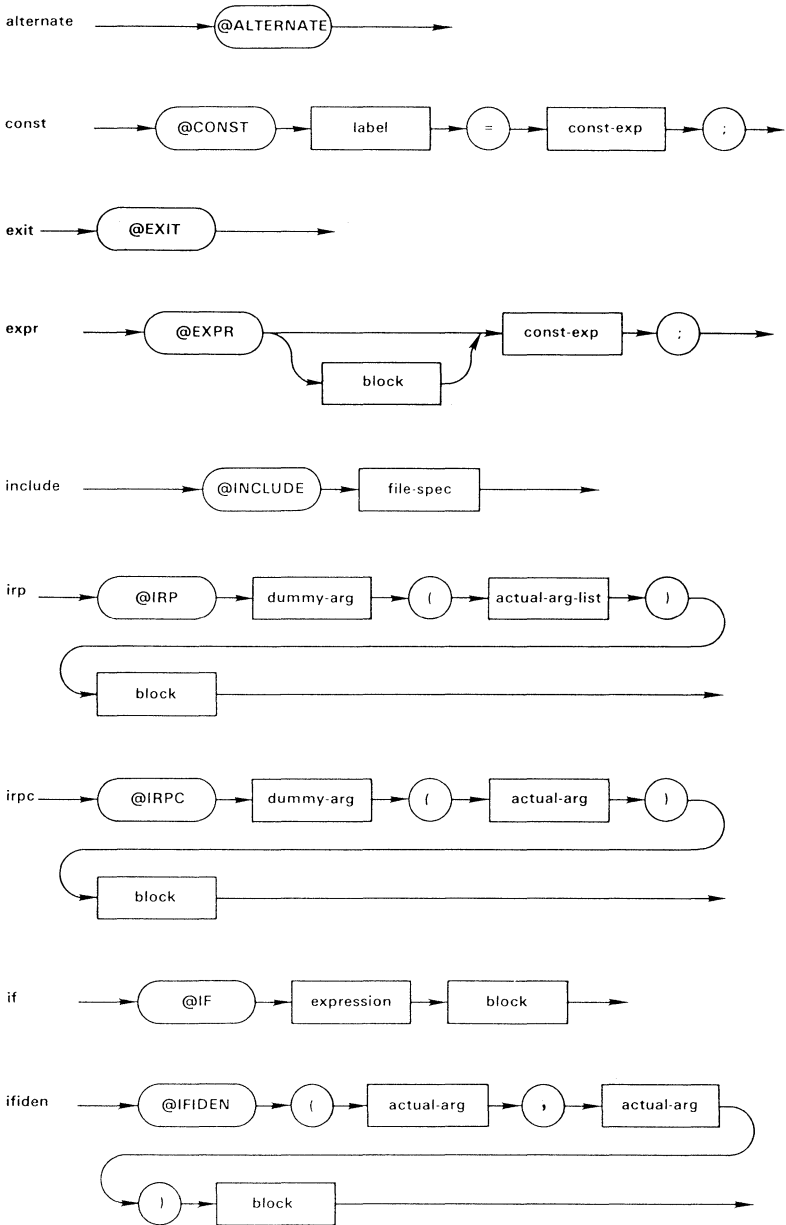 alternate @ALTERNATE
const @CONST label = const-exp ;
exit @EXIT
expr @EXPR const-exp ;
block
include @INCLUDE file-spec
irp @IRP dummy-arg ( actual-arg-list )
block
irpc @IRPC dummy-arg ( actual-arg )
block
if @IF expression block
ifiden @IFIDEN ( actual-arg , actual-arg
) block